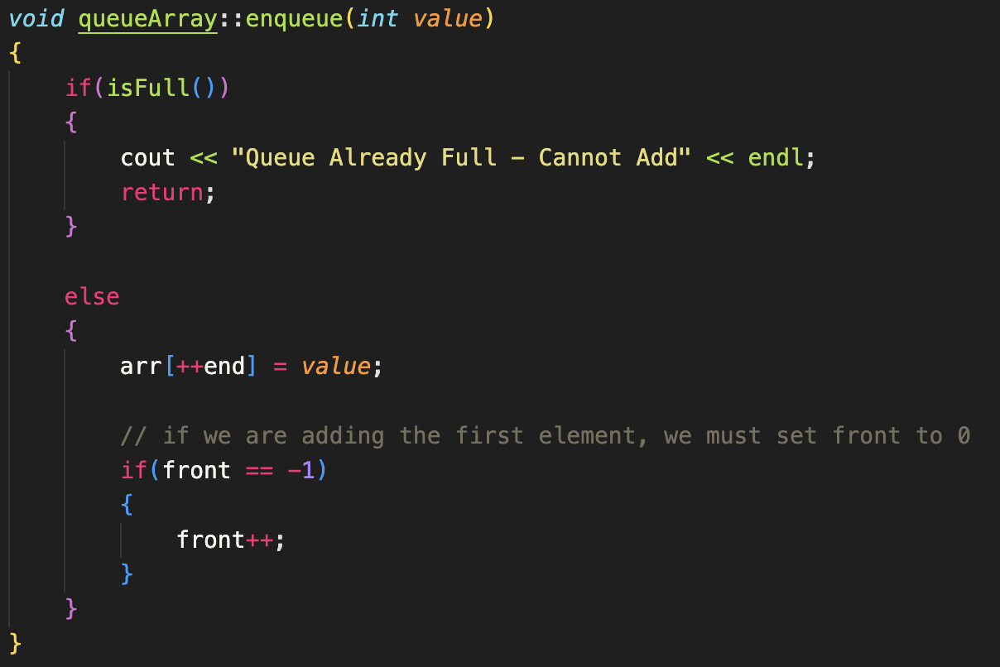 void queueArray::enqueue(int value)
{
    if(isFull())
    {
        cout << "Queue Already Full - Cannot Add" << endl;
        return;
    }

    else
    {
        arr[++end] = value;

        // if we are adding the first element, we must set front to 0
        if(front == -1)
        {
            front++;
        }
    }
}